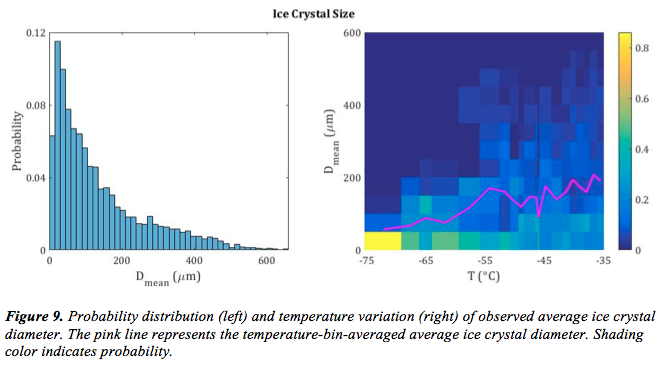 Ice Crystal Size
0.12
0.08
0.04
0
Probability
0
200
400
600
D mean (μm)
600
400
200
0
D mean (μm)
-75
-65
-55
-45
-35
T (°C)
0.8
0.6
0.4
0.2
0
Figure 9. Probability distribution (left) and temperature variation (right) of observed average ice crystal
diameter. The pink line represents the temperature-bin-averaged average ice crystal diameter. Shading
color indicates probability.